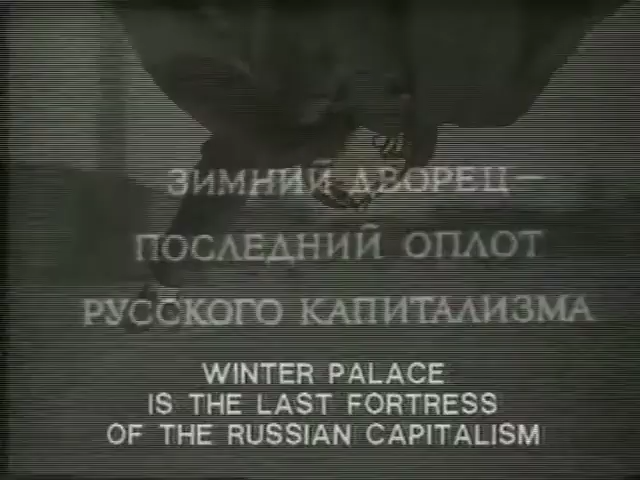 ЗИМНИЙ ДВОРЕЦ—
ПОСЛЕДНИЙ ОПЛОТ
РУССКОГО КАПИТАЛИЗМА
WINTER PALACE
IS THE LAST FORTRESS
OF THE RUSSIAN CAPITALISM